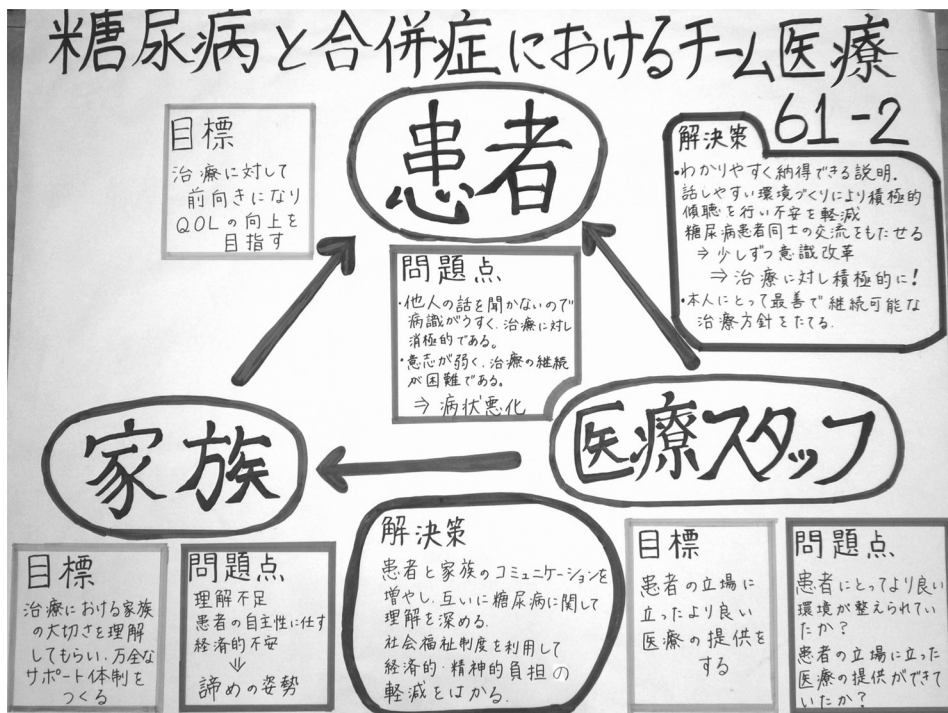 糖尿病と合併症におけるチーム医療
61-2
患者
目標
治療に対して
前向きになり
QOLの向上を
目指す
解決策
・わかりやすく納得できる説明.
話しやすい環境づくりにより積極的
傾聴を行い不安を軽減
糖尿病患者同士の交流をもたせる
⇒少しずつ意識改革
⇒治療に対し積極的に!
・本人にとって最善で継続可能な
治療方針をたてる.
問題点
・他人の話を聞かないので
病識がうすく、治療に対し
消極的である。
・意志が弱く、治療の継続
が困難である。
⇒病状悪化
家族
医療スタッフ
目標
治療における家族
の大切さを理解
してもらい、万全な
サポート体制を
つくる
問題点
理解不足
患者の自主性に任す
経済的不安
⇓
諦めの姿勢
解決策
患者と家族のコミュニケーションを
増やし、互いに糖尿病に関して
理解を深める.
社会福祉制度を利用して
経済的・精神的負担の
軽減とはかる.
目標
患者の立場に
立ったより良い
医療の提供を
する
問題点
患者にとってより良い
環境が整えられてい
たか?
患者の立場に立った
医療の提供ができて
いたか?